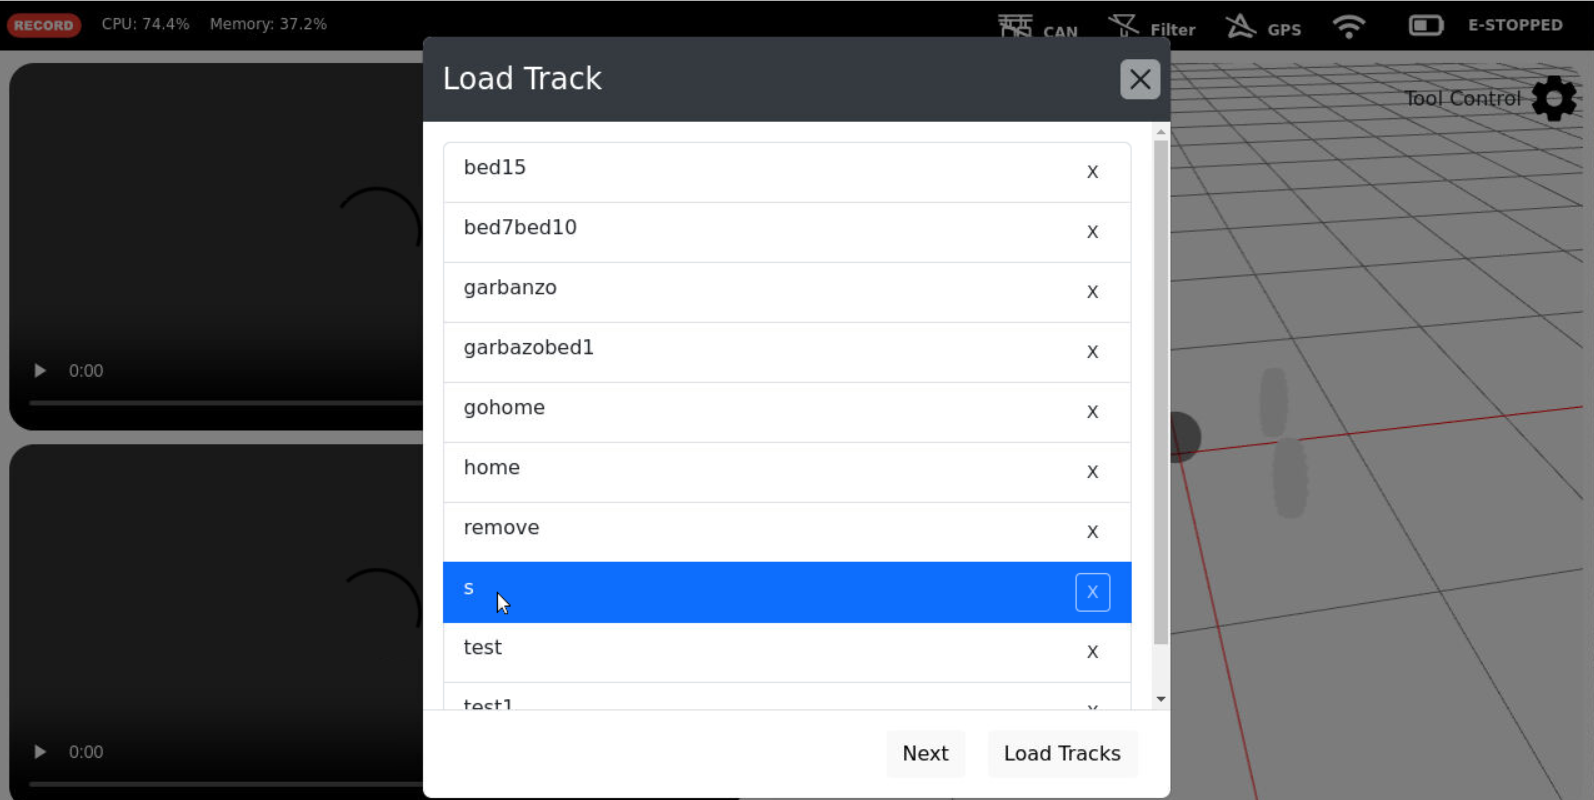 RECORD CPU: 74.4% Memory: 37.2% CAN Filter GPS E-STOPPED
Load Track
Tool Control
bed15 X
bed7bed10 X
garbanzo X
garbazobed1 X
gohome X
home X
remove X
s X
test X
test1 X
0:00
0:00
Next Load Tracks